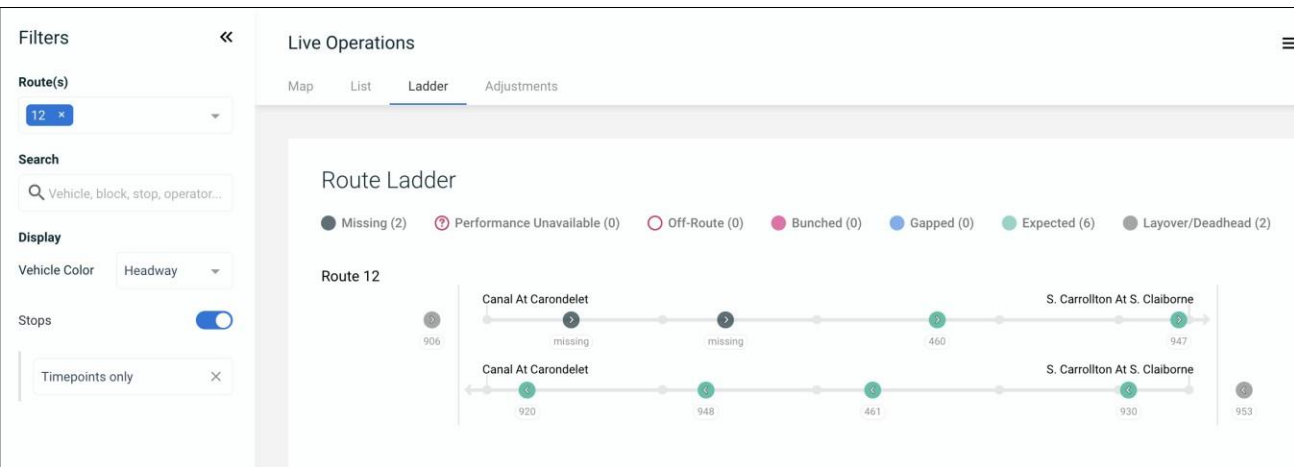 Filters
Live Operations
Route(s)
Map List Ladder Adjustments
12 ×
Search
Vehicle, block, stop, operator...
Route Ladder
Display
Missing (2) Performance Unavailable (0) Off-Route (0) Bunched (0) Gapped (0) Expected (6) Layover/Deadhead (2)
Vehicle Color Headway
Route 12
Canal At Carondelet S. Carrollton At S. Claiborne
Stops
906 missing missing 460 947
Canal At Carondelet S. Carrollton At S. Claiborne
Timepoints only ×
920 948 461 930 953